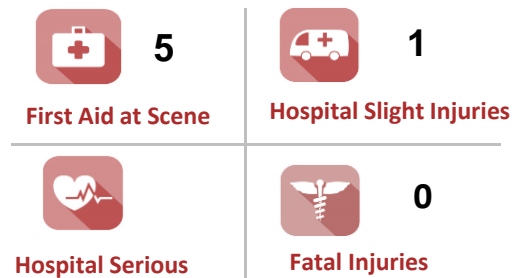 5
First Aid at Scene
1
Hospital Slight Injuries
Hospital Serious
0
Fatal Injuries